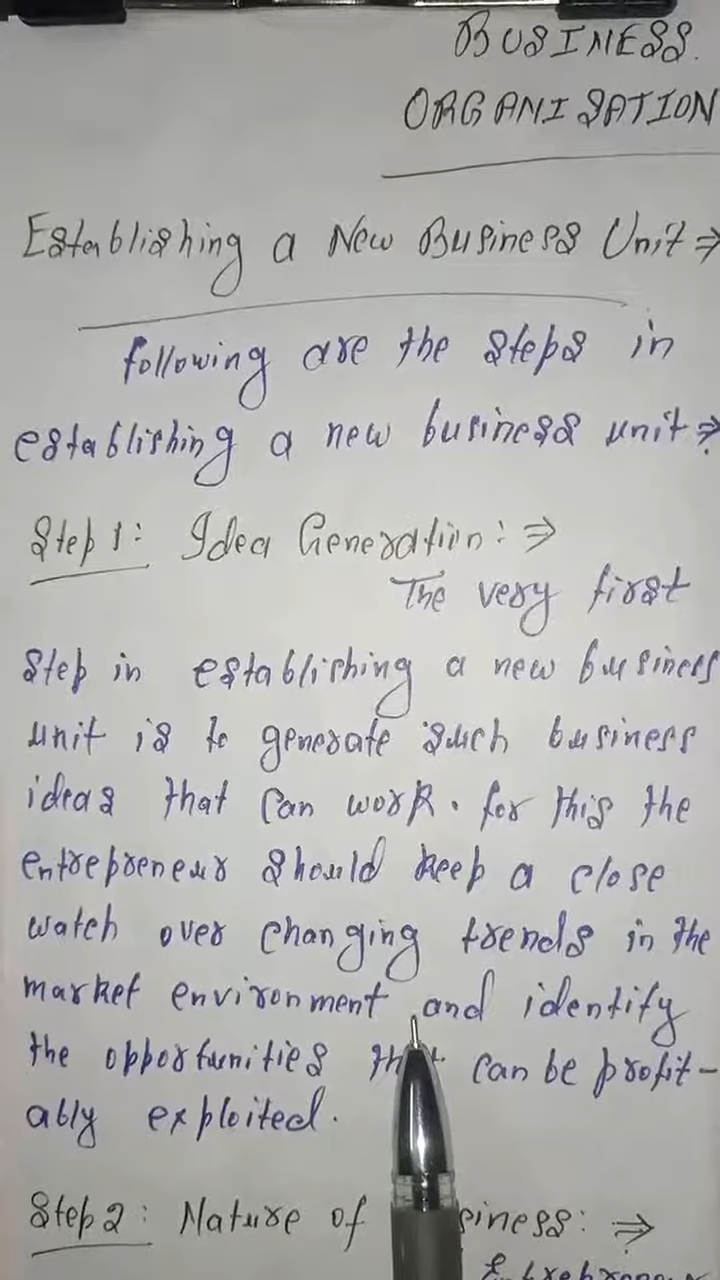 BUSINESS
ORGANISATION
Establishing a New Business Unit ⇒
following are the steps in
establishing a new business unit ⇒
Step 1: Idea Generation: ⇒
The very first
step in establishing a new business
unit is to generate such business
ideas that can work. for this the
entrepreneur should keep a close
watch over changing trends in the
market environment and identify
the opportunities that can be profit-
ably exploited.
Step 2: Nature of Business: ⇒